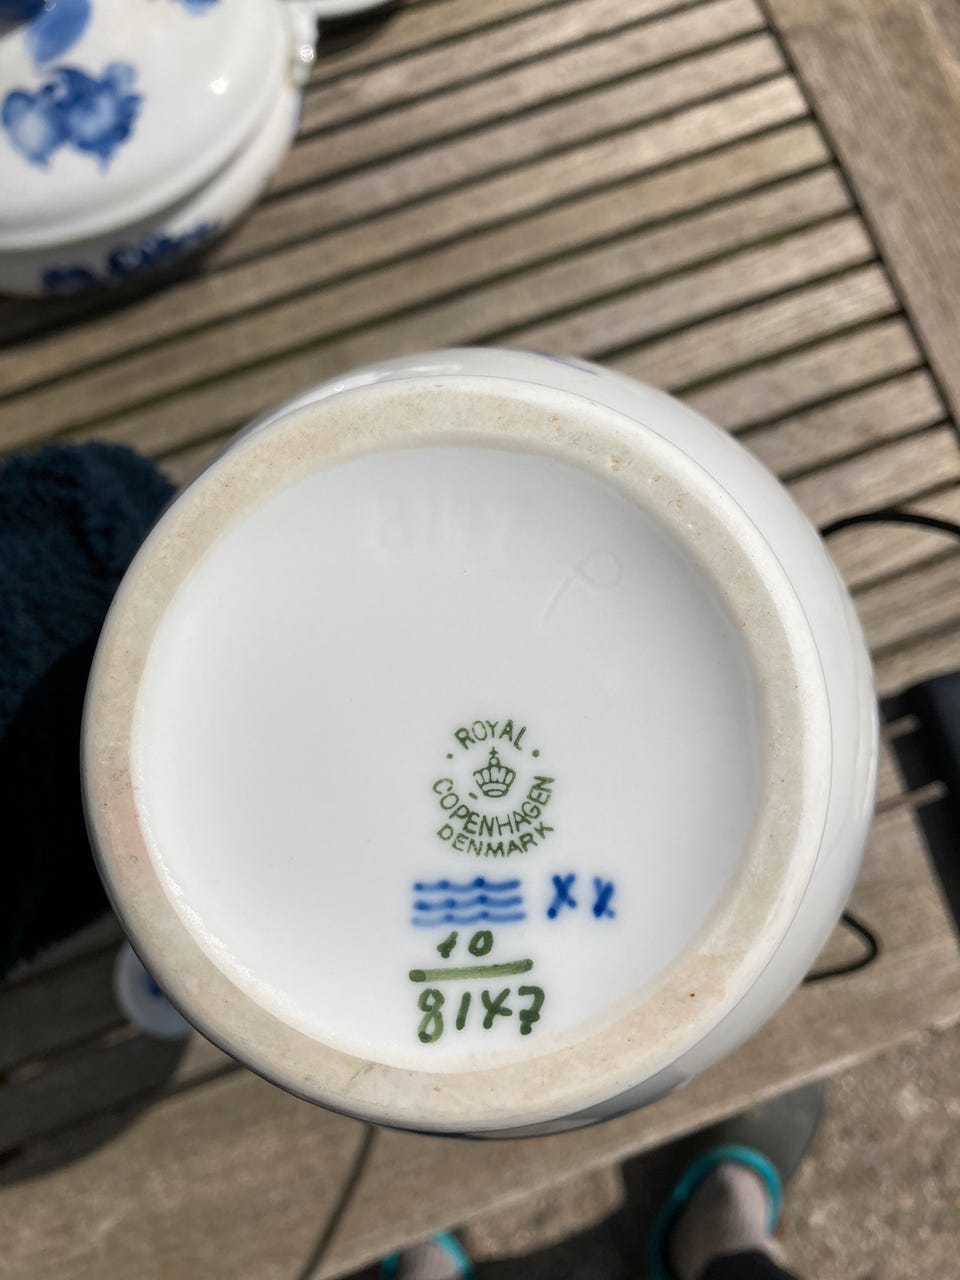 8147
ROYAL
COPENHAGEN
DENMARK
XX
10
8147